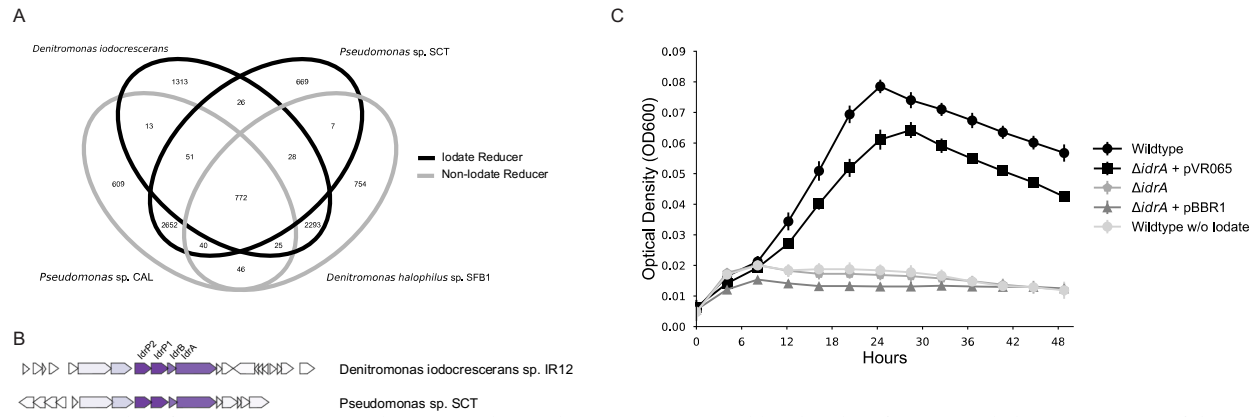 A
Denitromonas iodocrescerans
Pseudomonas sp. SCT
1313
669
26
13
7
51
28
609
772
754
2652
2293
40
25
46
Pseudomonas sp. CAL
Denitromonas halophilus sp. SFB1
Iodate Reducer
Non-Iodate Reducer
B
IdrP2
IdrP1
IdrB
IdrA
Denitromonas iodocrescerans sp. IR12
Pseudomonas sp. SCT
C
Optical Density (OD600)
0.09
0.08
0.07
0.06
0.05
0.04
0.03
0.02
0.01
0.00
0 6 12 18 24 30 36 42 48
Hours
Wildtype
ΔidrA + pVR065
ΔidrA
ΔidrA + pBBR1
Wildtype w/o Iodate